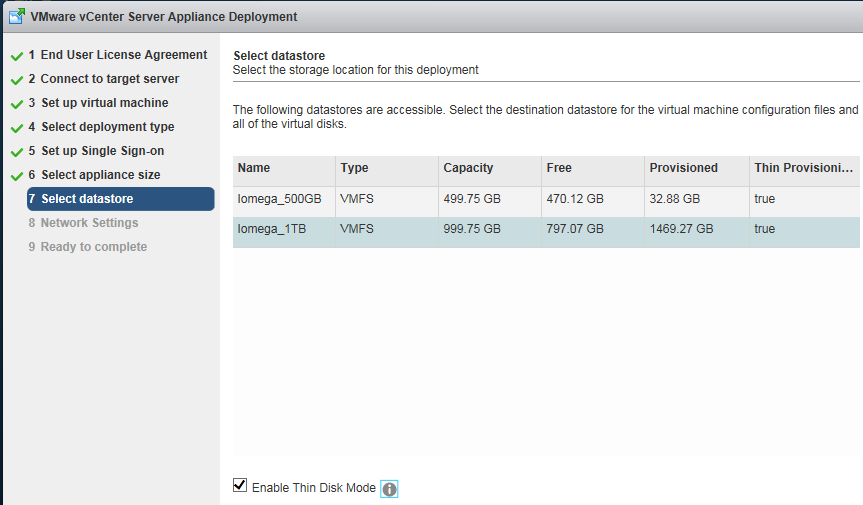 VMware vCenter Server Appliance Deployment
1 End User License Agreement
2 Connect to target server
3 Set up virtual machine
4 Select deployment type
5 Set up Single Sign-on
6 Select appliance size
7 Select datastore
8 Network Settings
9 Ready to complete
Select datastore
Select the storage location for this deployment
The following datastores are accessible. Select the destination datastore for the virtual machine configuration files and
all of the virtual disks.
Name Type Capacity Free Provisioned Thin Provisioni...
Iomega_500GB VMFS 499.75 GB 470.12 GB 32.88 GB true
Iomega_1TB VMFS 999.75 GB 797.07 GB 1469.27 GB true
Enable Thin Disk Mode